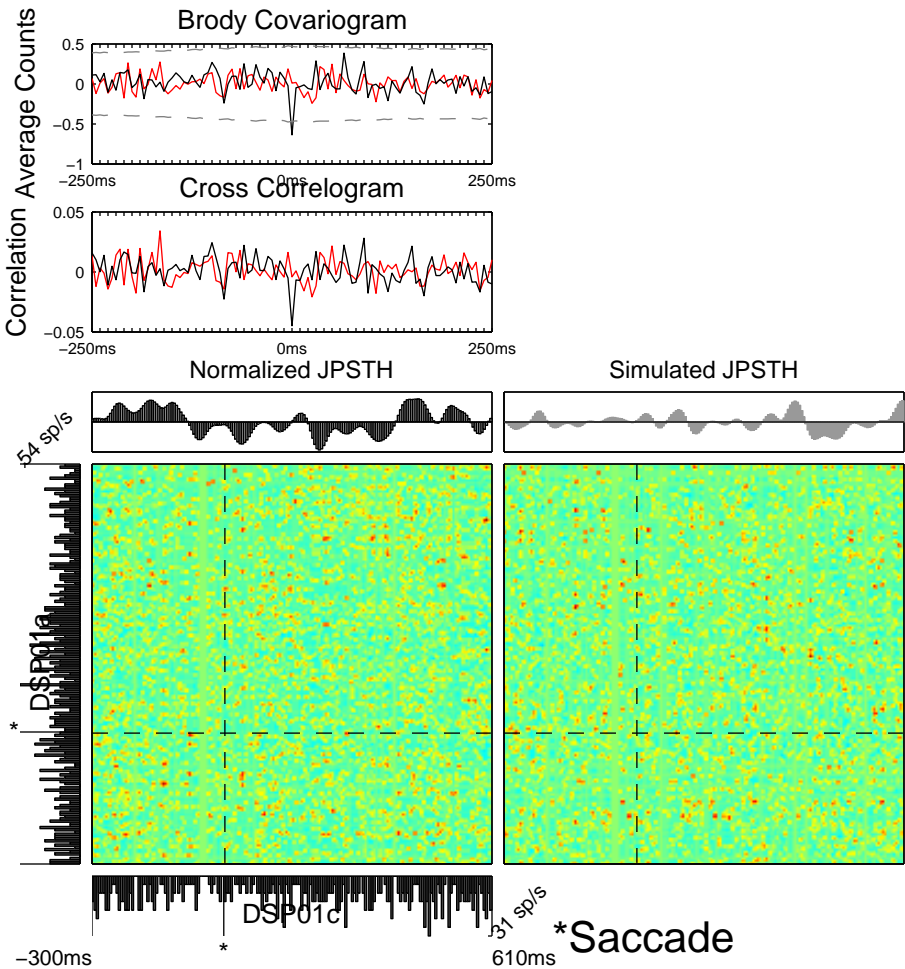 Brody Covariogram
Average Counts
0.5
0
−0.5
−1
−250ms
0ms
250ms
Cross Correlogram
Correlation
0.05
0
−0.05
−250ms
0ms
250ms
Normalized JPSTH
Simulated JPSTH
54 sp/s
DSP01a
*
DSP01c
31 sp/s
*
*Saccade
−300ms
610ms